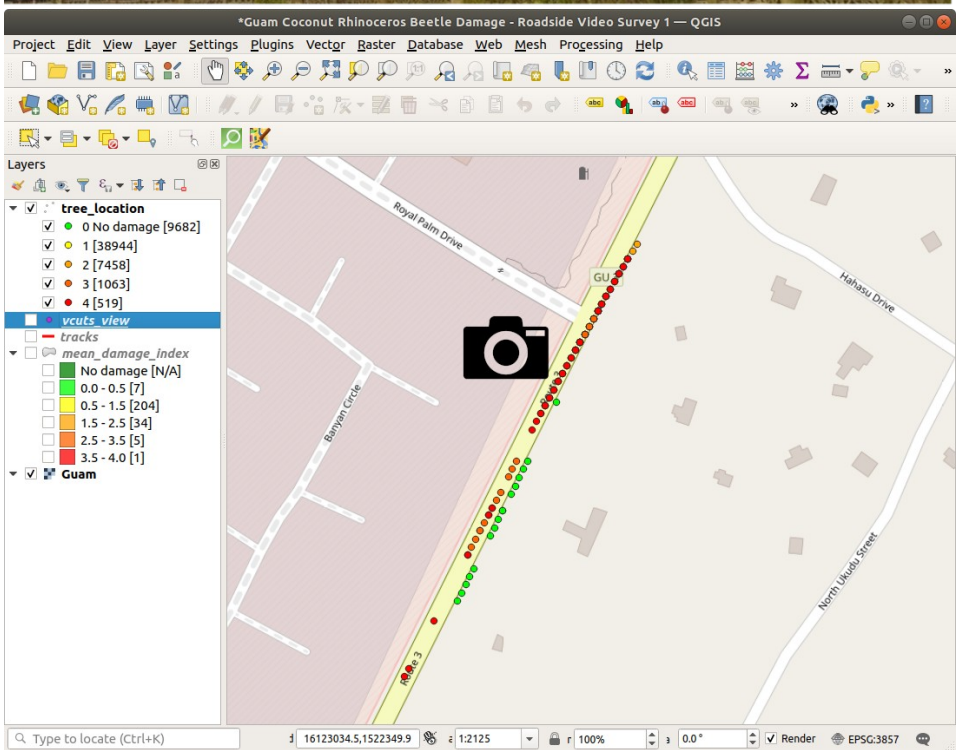 *Guam Coconut Rhinoceros Beetle Damage - Roadside Video Survey 1 — QGIS
Project Edit View Layer Settings Plugins Vector Raster Database Web Mesh Processing Help
abc abc abc
Layers
tree_location
0 No damage [9682]
1 [38944]
2 [7458]
3 [1063]
4 [519]
vcuts_view
tracks
mean_damage_index
No damage [N/A]
0.0 - 0.5 [7]
0.5 - 1.5 [204]
1.5 - 2.5 [34]
2.5 - 3.5 [5]
3.5 - 4.0 [1]
Guam
Royal Palm Drive
GU
Hahasu Drive
Banyan Circle
North Ukudu Street
Route 3
Type to locate (Ctrl+K)
16123034.5,1522349.9
1:2125
100%
0.0°
Render
EPSG:3857